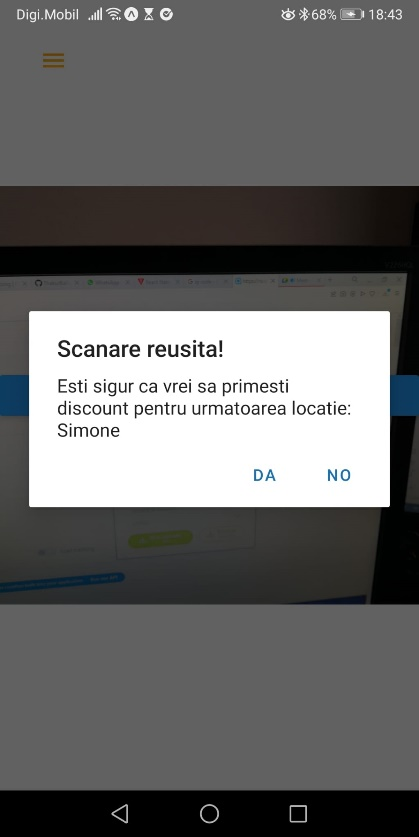 Digi.Mobil
68%
18:43
Scanare reusita!
Esti sigur ca vrei sa primesti
discount pentru urmatoarea locatie:
Simone
DA
NO